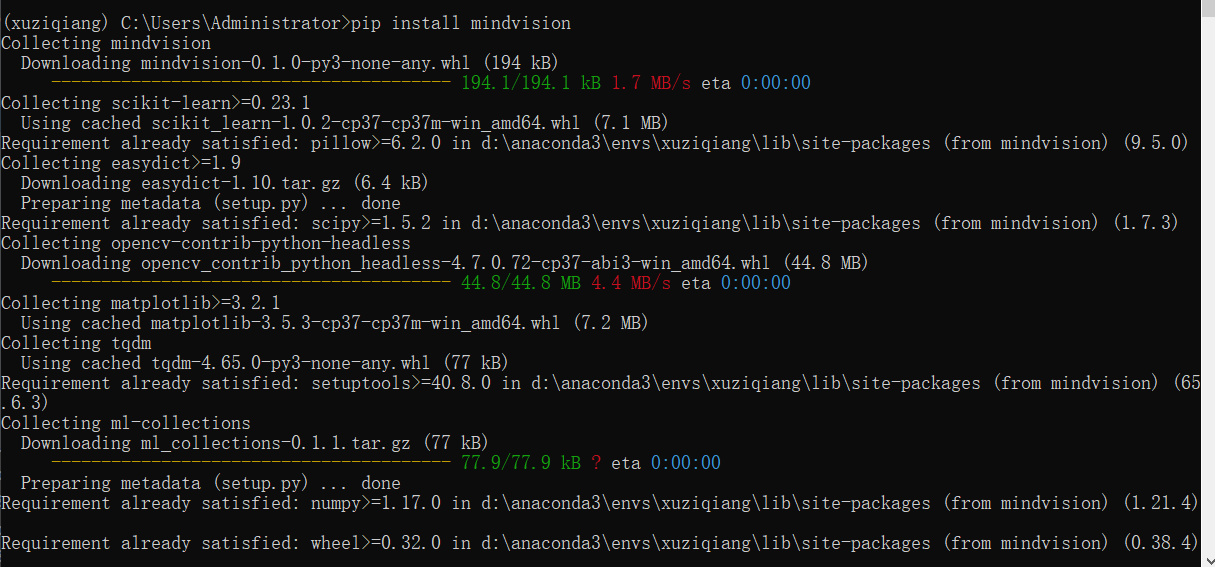 (xuziqiang) C:\Users\Administrator>pip install mindvision
Collecting mindvision
  Downloading mindvision-0.1.0-py3-none-any.whl (194 kB)
     ---------------------------------------- 194.1/194.1 kB 1.7 MB/s eta 0:00:00
Collecting scikit-learn>=0.23.1
  Using cached scikit_learn-1.0.2-cp37-cp37m-win_amd64.whl (7.1 MB)
Requirement already satisfied: pillow>=6.2.0 in d:\anaconda3\envs\xuziqiang\lib\site-packages (from mindvision) (9.5.0)
Collecting easydict>=1.9
  Downloading easydict-1.10.tar.gz (6.4 kB)
  Preparing metadata (setup.py) ... done
Requirement already satisfied: scipy>=1.5.2 in d:\anaconda3\envs\xuziqiang\lib\site-packages (from mindvision) (1.7.3)
Collecting opencv-contrib-python-headless
  Downloading opencv_contrib_python_headless-4.7.0.72-cp37-abi3-win_amd64.whl (44.8 MB)
     ---------------------------------------- 44.8/44.8 MB 4.4 MB/s eta 0:00:00
Collecting matplotlib>=3.2.1
  Using cached matplotlib-3.5.3-cp37-cp37m-win_amd64.whl (7.2 MB)
Collecting tqdm
  Using cached tqdm-4.65.0-py3-none-any.whl (77 kB)
Requirement already satisfied: setuptools>=40.8.0 in d:\anaconda3\envs\xuziqiang\lib\site-packages (from mindvision) (65
.6.3)
Collecting ml-collections
  Downloading ml_collections-0.1.1.tar.gz (77 kB)
     ---------------------------------------- 77.9/77.9 kB ? eta 0:00:00
  Preparing metadata (setup.py) ... done
Requirement already satisfied: numpy>=1.17.0 in d:\anaconda3\envs\xuziqiang\lib\site-packages (from mindvision) (1.21.4)
Requirement already satisfied: wheel>=0.32.0 in d:\anaconda3\envs\xuziqiang\lib\site-packages (from mindvision) (0.38.4)